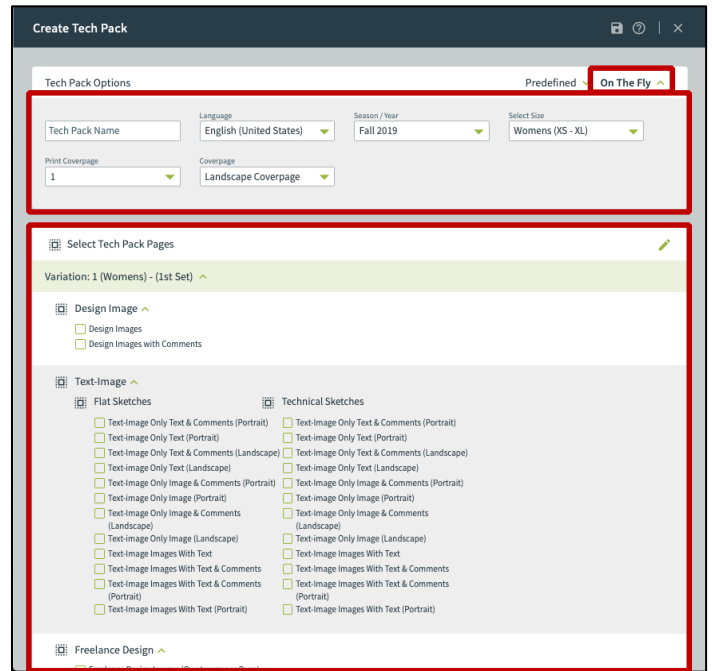 Create Tech Pack
Tech Pack Options
Predefined
On The Fly
Tech Pack Name
Language
English (United States)
Season / Year
Fall 2019
Select Size
Womens (XS - XL)
Print Coverpage
1
Coverpage
Landscape Coverpage
Select Tech Pack Pages
Variation: 1 (Womens) - (1st Set)
Design Image
Design Images
Design Images with Comments
Text-Image
Flat Sketches
Text-Image Only Text & Comments (Portrait)
Text-image Only Text (Portrait)
Text-Image Only Text & Comments (Landscape)
Text-image Only Text (Landscape)
Text-Image Only Image & Comments (Portrait)
Text-Image Only Image (Portrait)
Text-Image Only Image & Comments
(Landscape)
Text-image Only Image (Landscape)
Text-Image Images With Text
Text-Image Images With Text & Comments
Text-Image Images With Text & Comments
(Portrait)
Text-Image Images With Text (Portrait)
Technical Sketches
Text-Image Only Text & Comments (Portrait)
Text-image Only Text (Portrait)
Text-Image Only Text & Comments (Landscape)
Text-image Only Text (Landscape)
Text-Image Only Image & Comments (Portrait)
Text-Image Only Image (Portrait)
Text-Image Only Image & Comments
(Landscape)
Text-image Only Image (Landscape)
Text-Image Images With Text
Text-Image Images With Text & Comments
Text-Image Images With Text & Comments
(Portrait)
Text-Image Images With Text (Portrait)
Freelance Design